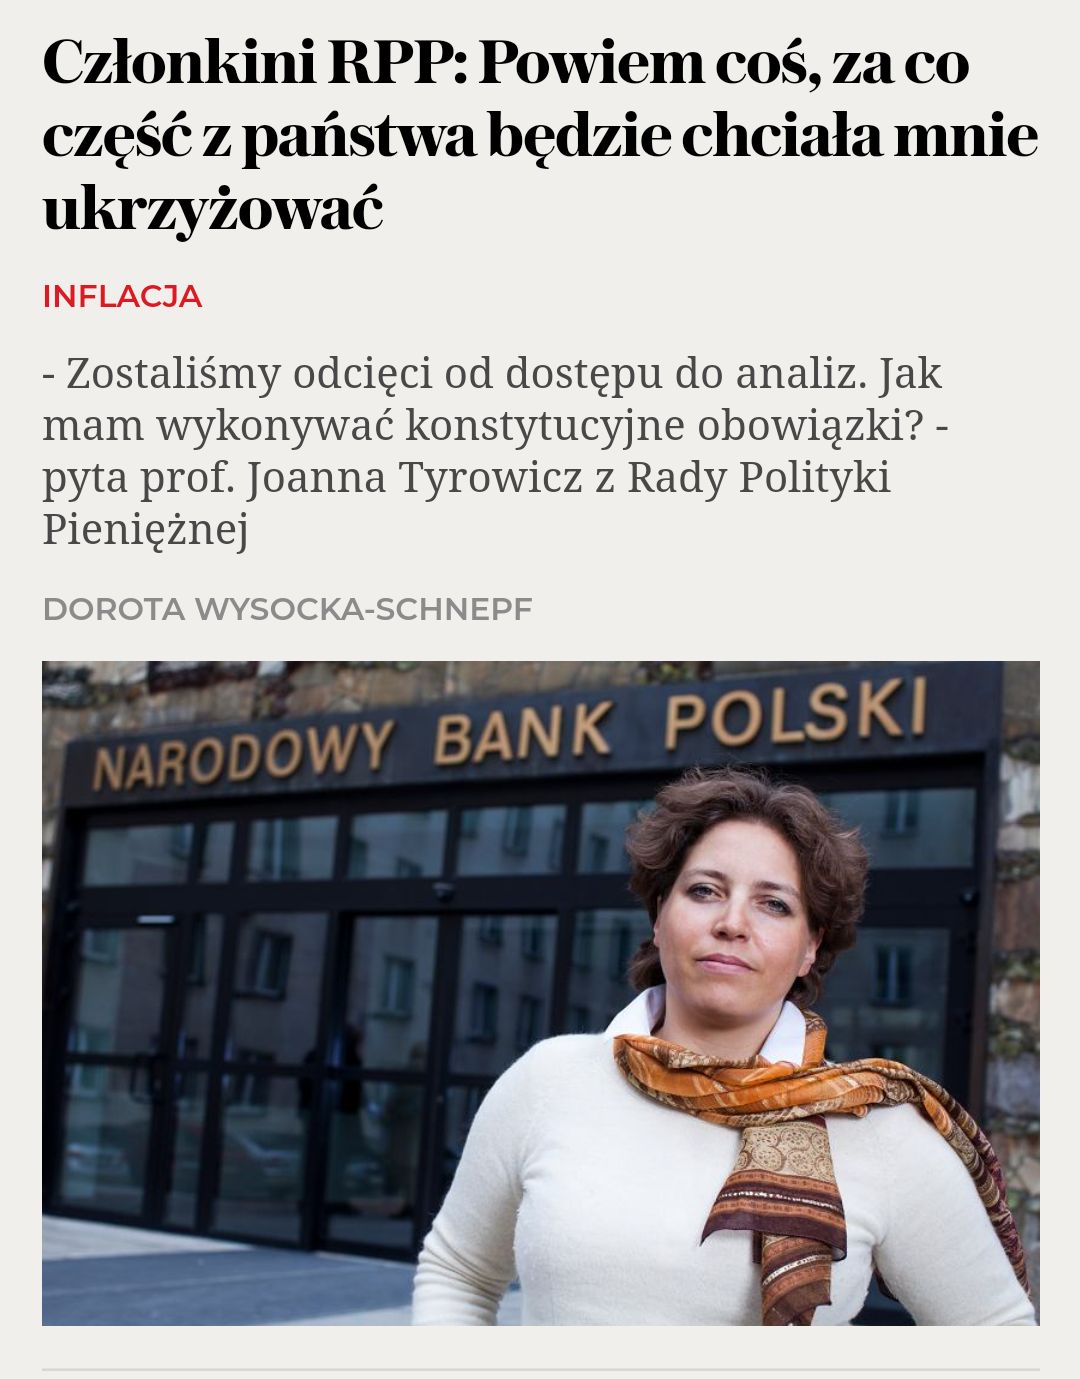 Członkini RPP: Powiem coś, za co
część z państwa będzie chciała mnie
ukrzyżować
INFLACJA
- Zostaliśmy odcięci od dostępu do analiz. Jak
mam wykonywać konstytucyjne obowiązki? -
pyta prof. Joanna Tyrowicz z Rady Polityki
Pieniężnej
DOROTA WYSOCKA-SCHNEPF
NARODOWY BANK POLSKI